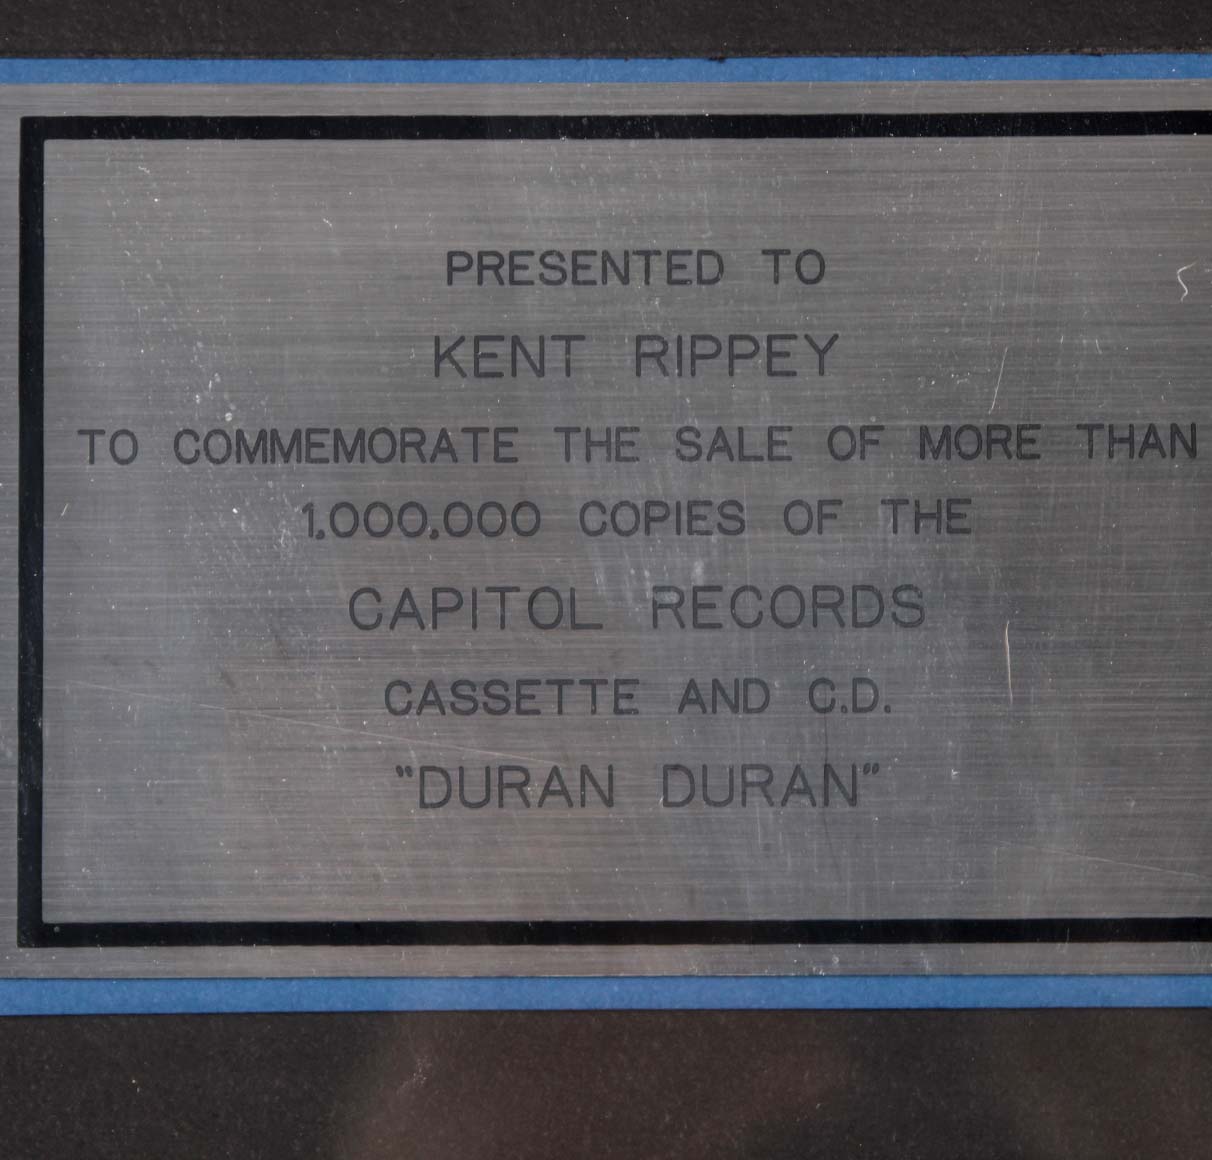 PRESENTED TO
KENT RIPPEY
TO COMMEMORATE THE SALE OF MORE THAN
1,000,000 COPIES OF THE
CAPITOL RECORDS
CASSETTE AND C.D.
"DURAN DURAN"